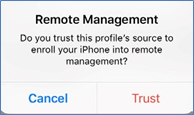 Remote Management
Do you trust this profile's source to
enroll your iPhone into remote
management?
Cancel
Trust